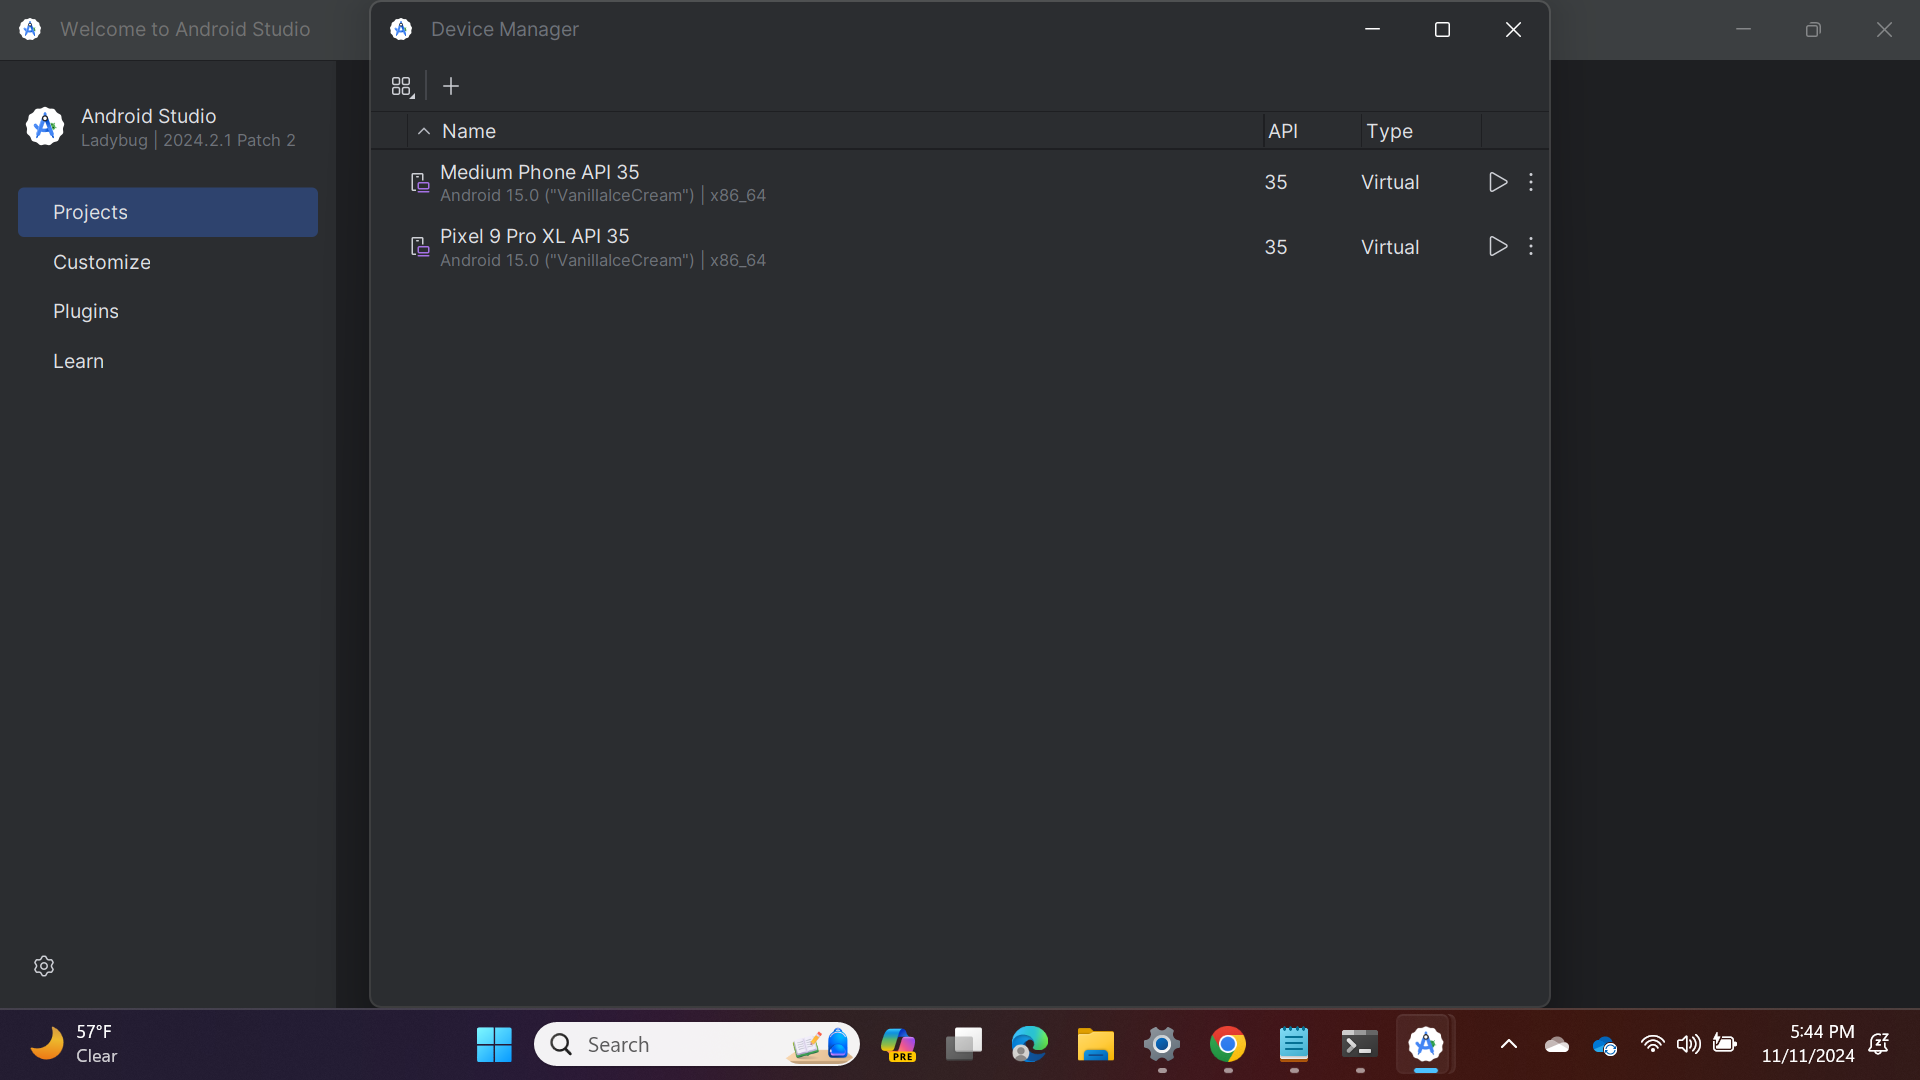 Welcome to Android Studio
Device Manager
Android Studio
Ladybug | 2024.2.1 Patch 2
Projects
Customize
Plugins
Learn
Name API Type
Medium Phone API 35
Android 15.0 ("VanillaIceCream") | x86_64
35 Virtual
Pixel 9 Pro XL API 35
Android 15.0 ("VanillaIceCream") | x86_64
35 Virtual
57°F
Clear
Search
PRE
5:44 PM
11/11/2024